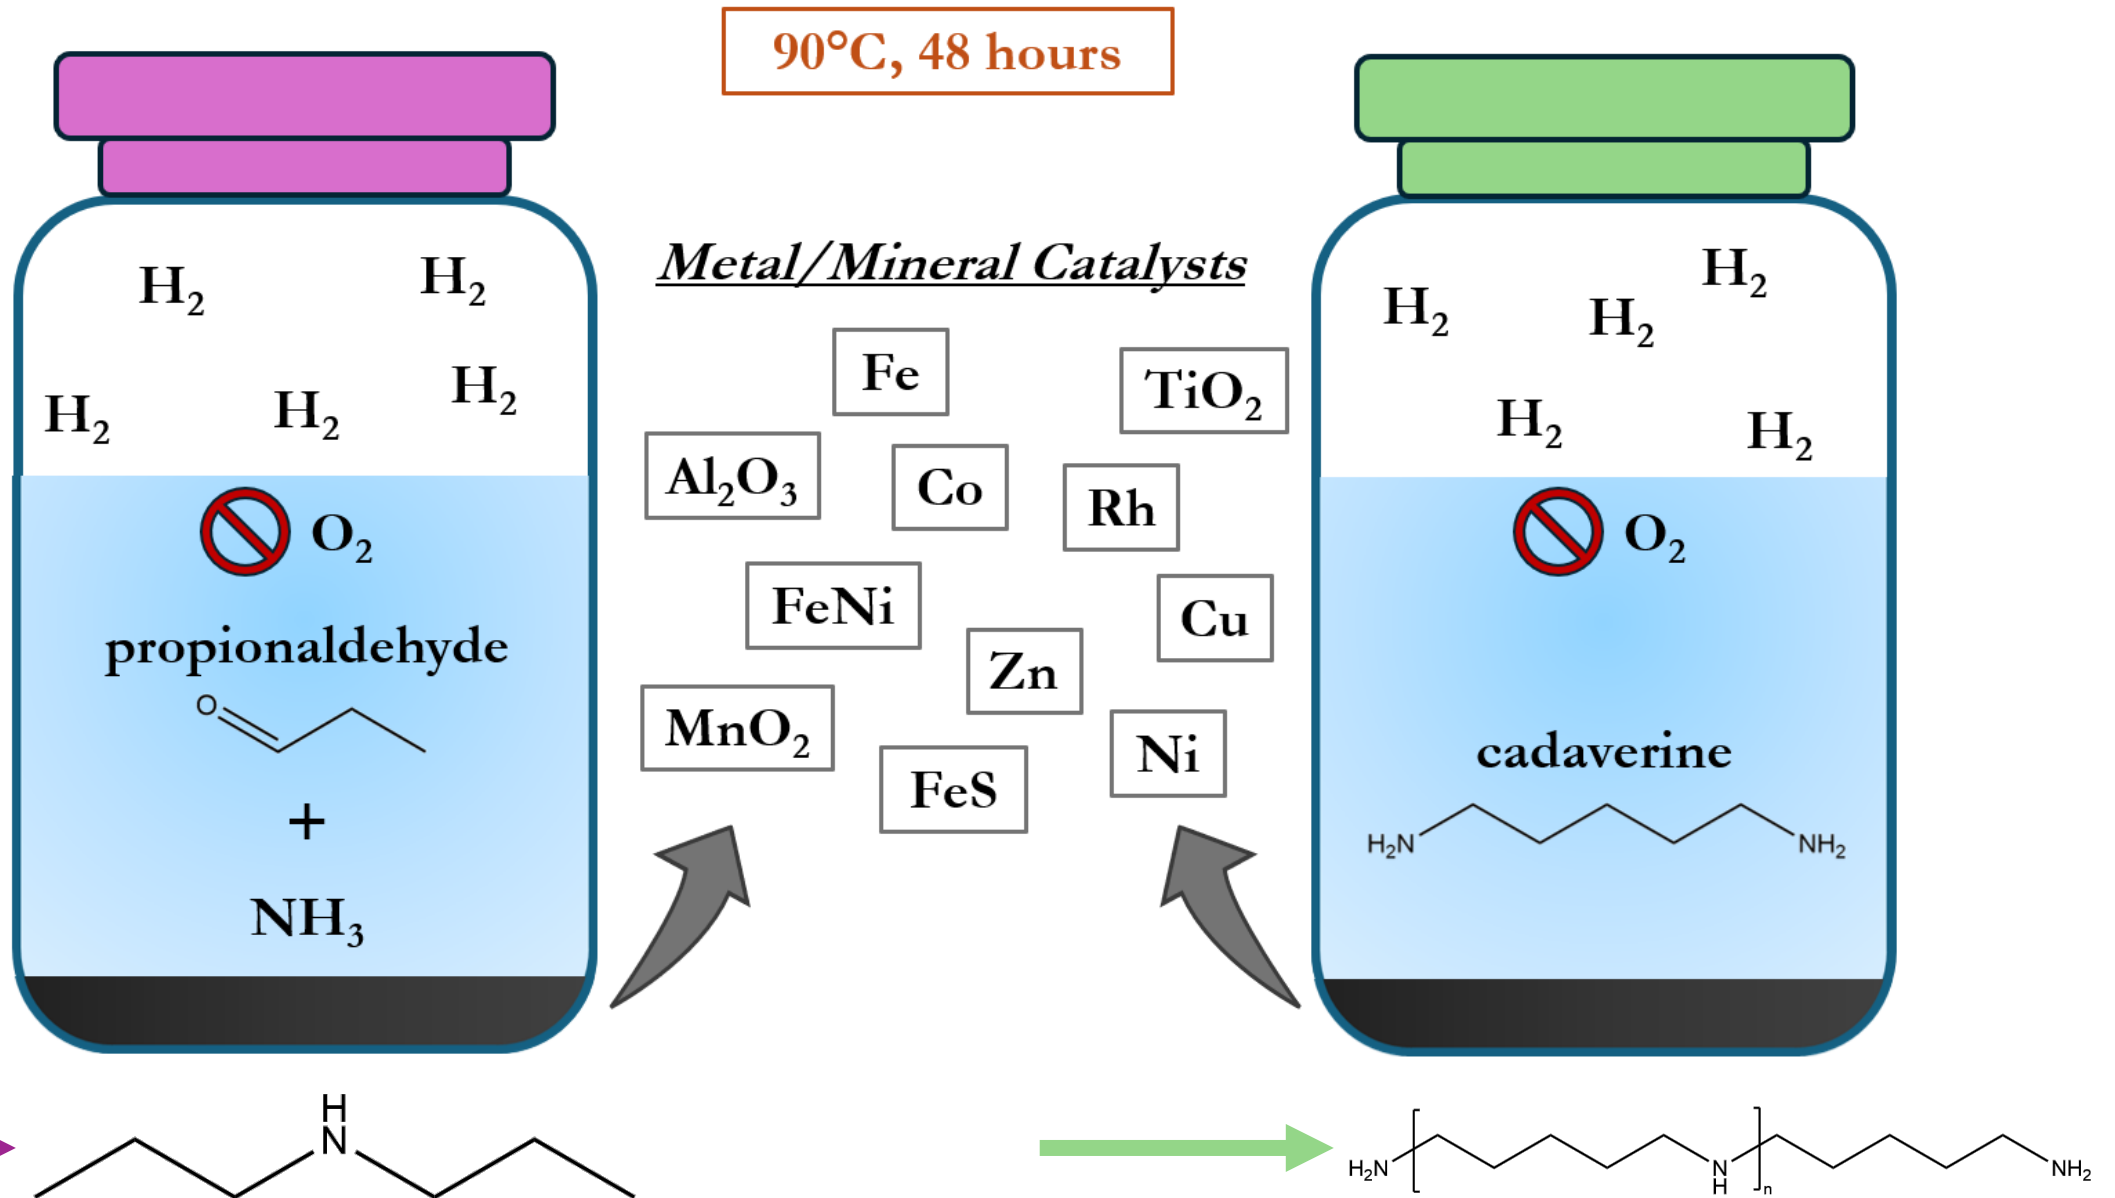 90°C, 48 hours
H₂
H₂
H₂
H₂
H₂
O₂
propionaldehyde
O
+
NH₃
Metal/Mineral Catalysts
Fe
TiO₂
Al₂O₃
Co
Rh
FeNi
Cu
Zn
MnO₂
Ni
FeS
H₂
H₂
H₂
H₂
H₂
O₂
cadaverine
H₂N
NH₂
H
N
H₂N
N
H
n
NH₂